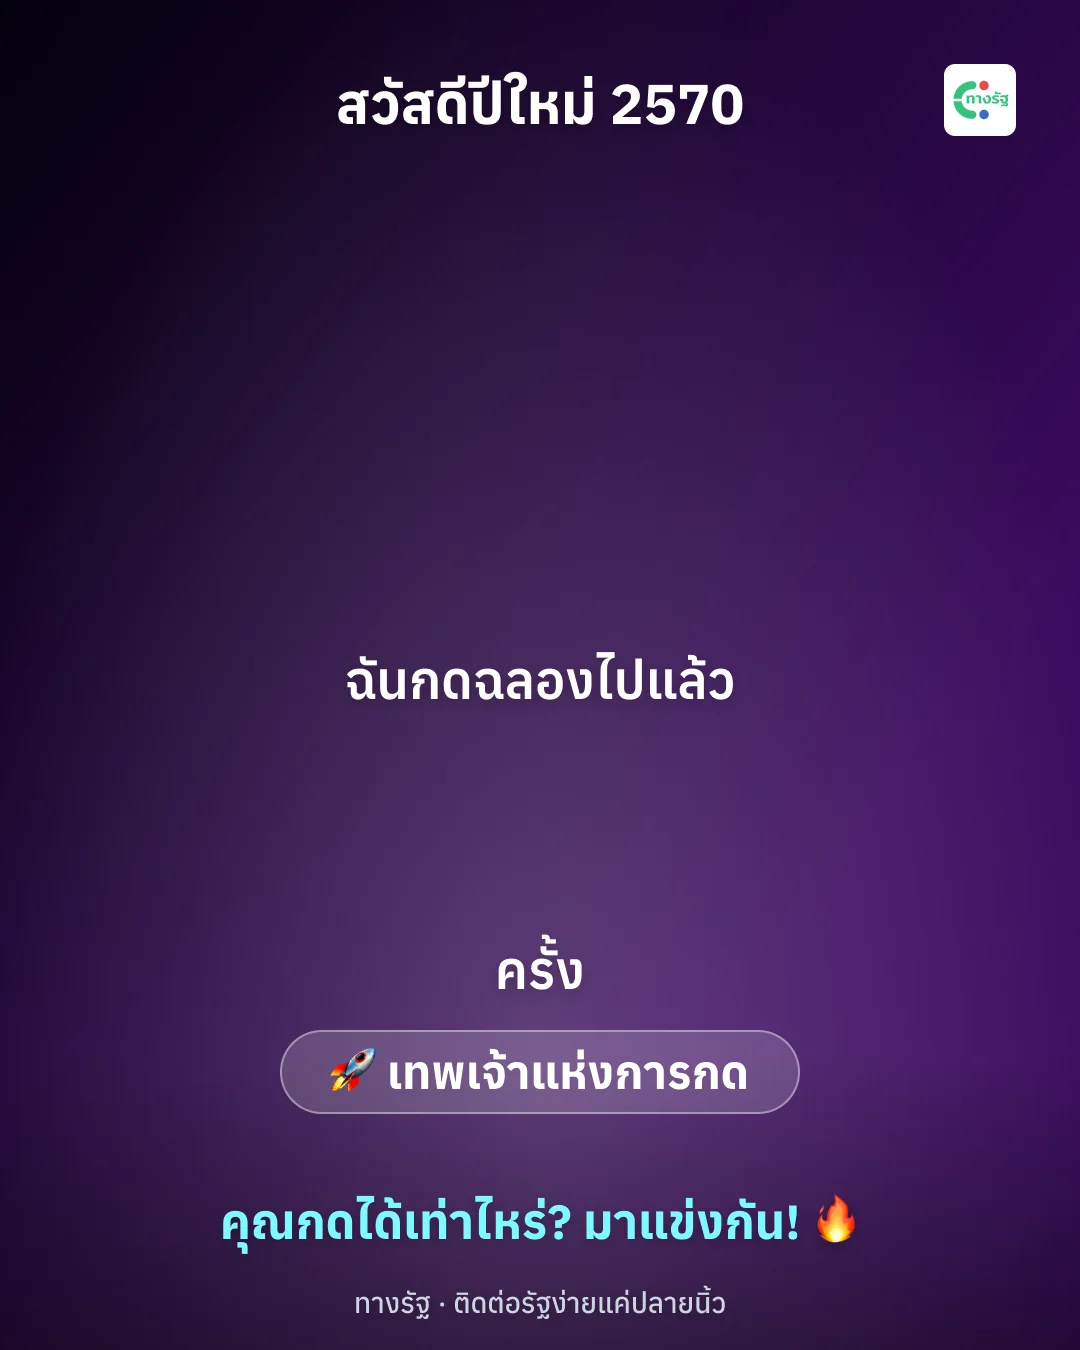 สวัสดีปีใหม่ 2570
ทางรัฐ
ฉันกดฉลองไปแล้ว
ครั้ง
🚀 เทพเจ้าแห่งการกด
คุณกดได้เท่าไหร่? มาแข่งกัน! 🔥
ทางรัฐ · ติดต่อรัฐง่ายแค่ปลายนิ้ว